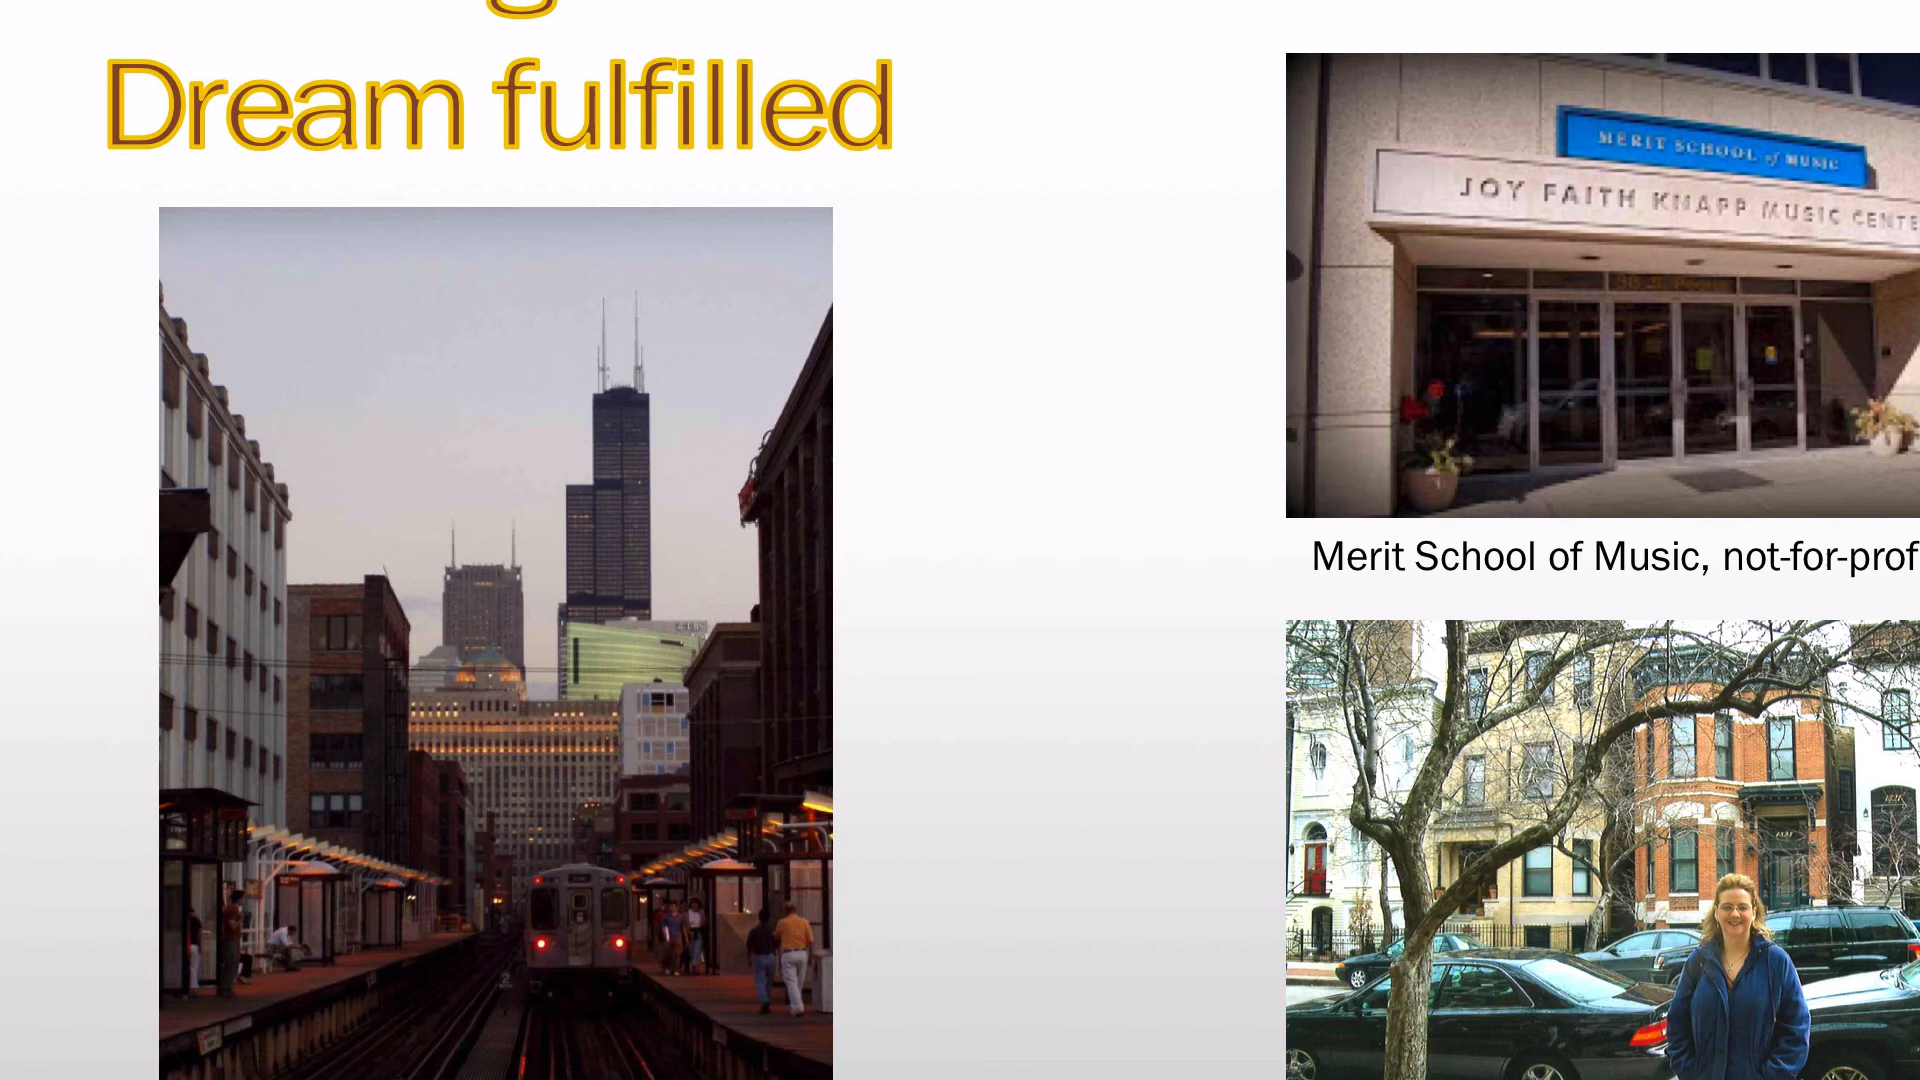 Dream fulfilled
MERIT SCHOOL of MUSIC
JOY FAITH KNAPP MUSIC CENTE
Merit School of Music, not-for-prof